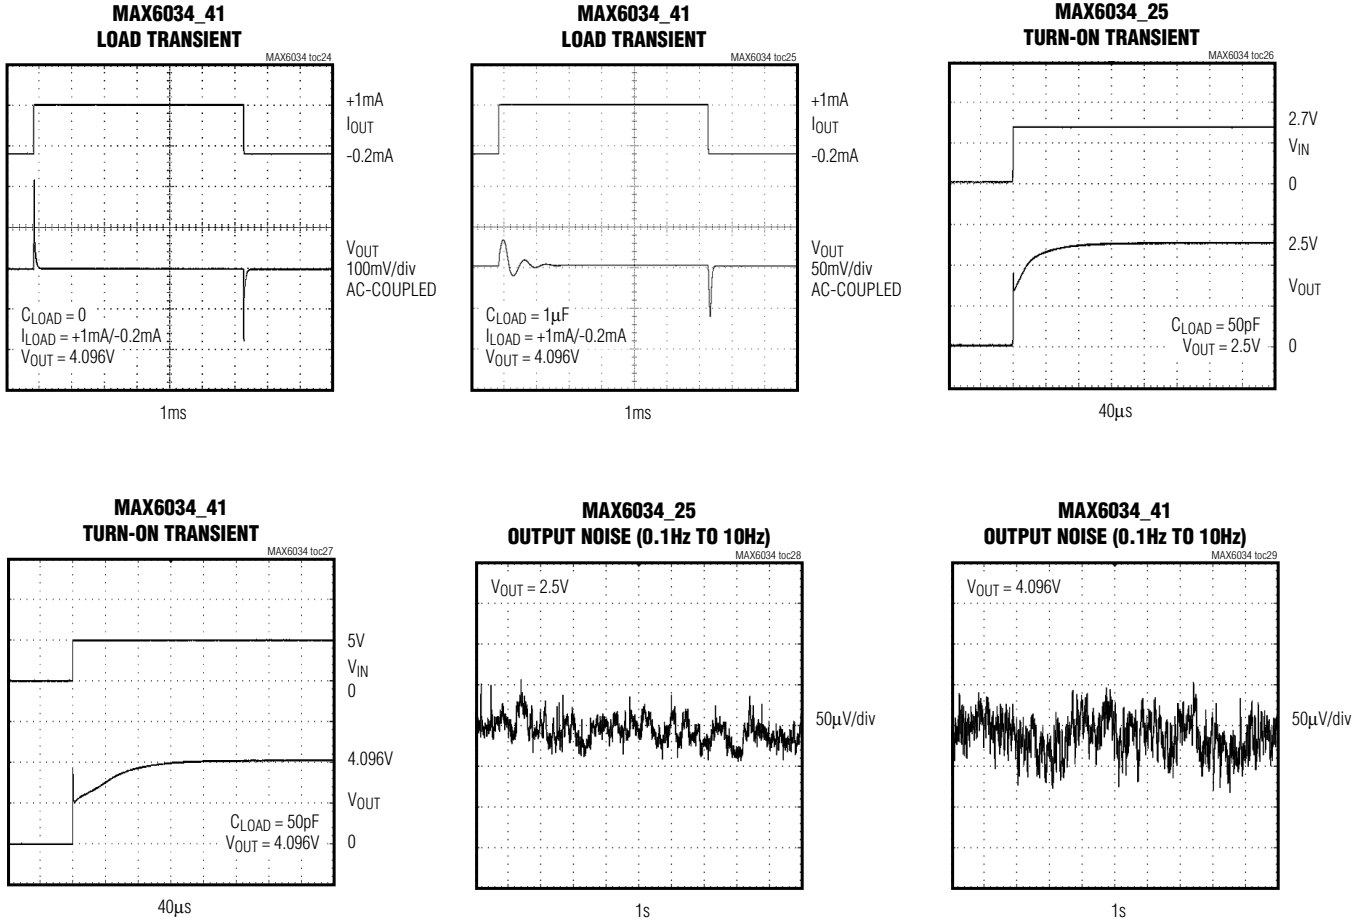 MAX6034_41
LOAD TRANSIENT
MAX6034 toc24
+1mA
IOUT
-0.2mA
VOUT
100mV/div
AC-COUPLED
CLOAD = 0
ILOAD = +1mA/-0.2mA
VOUT = 4.096V
1ms
MAX6034_41
LOAD TRANSIENT
MAX6034 toc25
+1mA
IOUT
-0.2mA
VOUT
50mV/div
AC-COUPLED
CLOAD = 1µF
ILOAD = +1mA/-0.2mA
VOUT = 4.096V
1ms
MAX6034_25
TURN-ON TRANSIENT
MAX6034 toc26
2.7V
VIN
0
2.5V
VOUT
CLOAD = 50pF
VOUT = 2.5V
0
40µs
MAX6034_41
TURN-ON TRANSIENT
MAX6034 toc27
5V
VIN
0
4.096V
VOUT
CLOAD = 50pF
VOUT = 4.096V
0
40µs
MAX6034_25
OUTPUT NOISE (0.1Hz TO 10Hz)
MAX6034 toc28
VOUT = 2.5V
50µV/div
1s
MAX6034_41
OUTPUT NOISE (0.1Hz TO 10Hz)
MAX6034 toc29
VOUT = 4.096V
50µV/div
1s